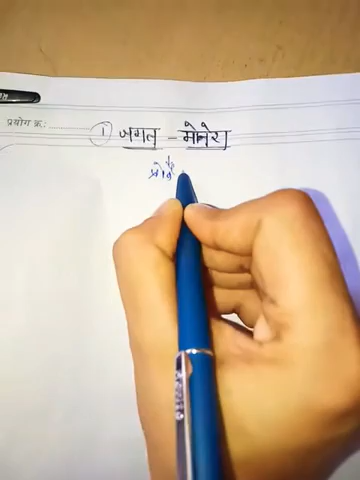 प्रयोग क्र.
① जगत – मोनेरा